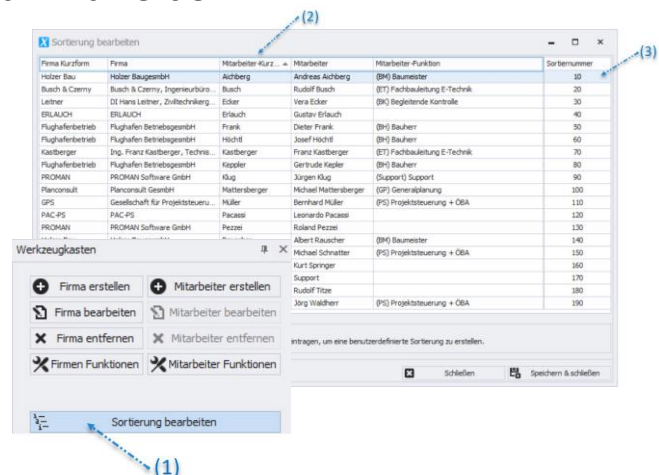 (2)
Sortierung bearbeiten
Firma Kurzform Firma Mitarbeiter-Kurz... Mitarbeiter Mitarbeiter-Funktion Sortiernummer
(3)
Holzer Bau Holzer BaugesmbH Aichberg Andreas Aichberg (BM) Baumeister 10
Busch & Czerny Busch & Czerny, Ingenieurbüro... Busch Rudolf Busch (ET) Fachbauleitung E-Technik 20
Leitner DI Hans Leitner, Ziviltechnikerg... Ecker Vera Ecker (BK) Begleitende Kontrolle 30
ERLAUCH ERLAUCH Erlauch Gustav Erlauch 40
Flughafenbetrieb Flughafen BetriebsgesmbH Frank Dieter Frank (BH) Bauherr 50
Flughafenbetrieb Flughafen BetriebsgesmbH Höchtl Josef Höchtl (BH) Bauherr 60
Kastberger Ing. Franz Kastberger, Technis... Kastberger Franz Kastberger (ET) Fachbauleitung E-Technik 70
Flughafenbetrieb Flughafen BetriebsgesmbH Keppler Gertrude Kepler (BH) Bauherr 80
PROMAN PROMAN Software GmbH Klug Jürgen Klug (Support) Support 90
Planconsult Planconsult GesmbH Mattersberger Michael Mattersberger (GP) Generalplanung 100
GPS Gesellschaft für Projektsteueru... Müller Bernhard Müller (PS) Projektsteuerung + ÖBA 110
PAC-PS PAC-PS Pacassi Leonardo Pacassi 120
PROMAN PROMAN Software GmbH Pezzei Roland Pezzei 130
Albert Rauscher (BM) Baumeister 140
Michael Schnatter (PS) Projektsteuerung + ÖBA 150
Kurt Springer 160
Support 170
Rudolf Titze 180
Jörg Waldherr (PS) Projektsteuerung + ÖBA 190
eintragen, um eine benutzerdefinierte Sortierung zu erstellen.
Schließen Speichern & schließen
Werkzeugkasten
Firma erstellen Mitarbeiter erstellen
Firma bearbeiten Mitarbeiter bearbeiten
Firma entfernen Mitarbeiter entfernen
Firmen Funktionen Mitarbeiter Funktionen
Sortierung bearbeiten
(1)